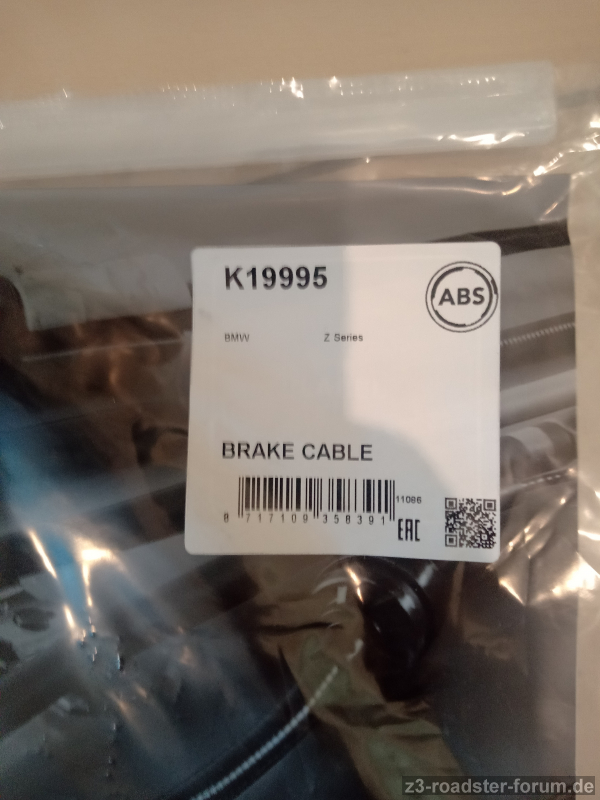 K19995
ABS
BMW Z Series
BRAKE CABLE
11086
8 717109 358391
EAC
z3-roadster-forum.de